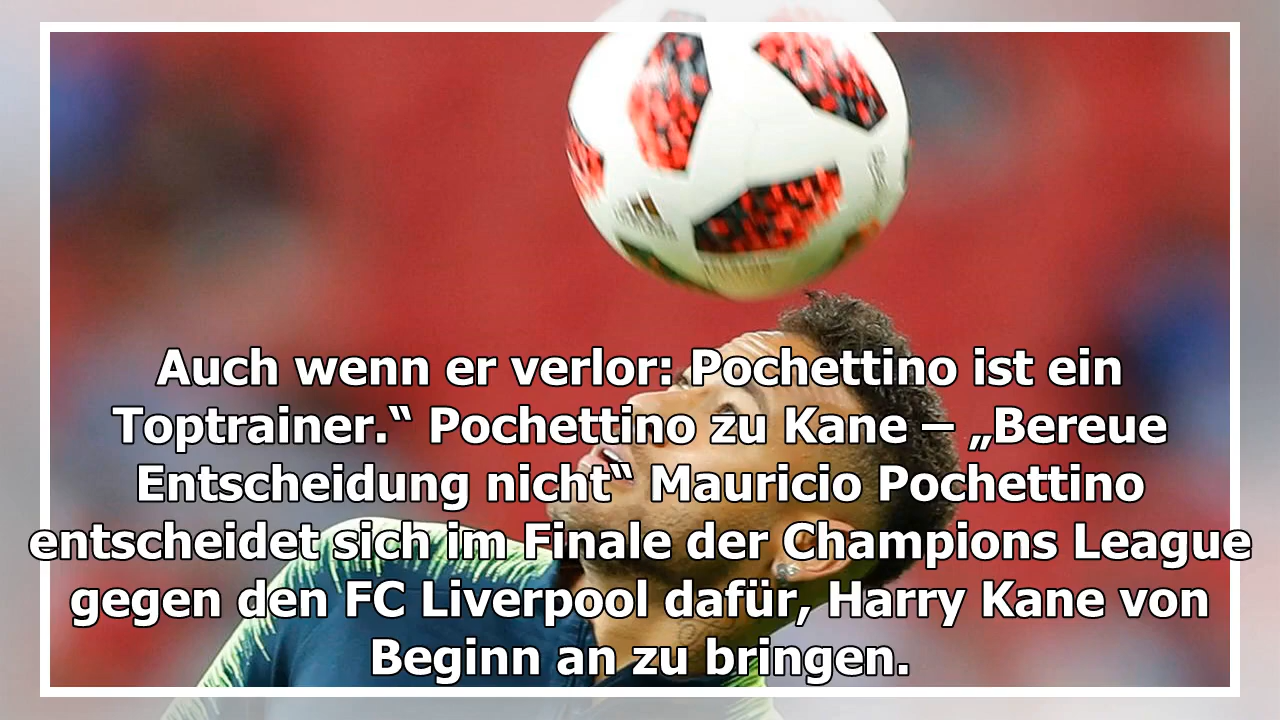 Auch wenn er verlor: Pochettino ist ein
Toptrainer.“ Pochettino zu Kane – „Bereue
Entscheidung nicht“ Mauricio Pochettino
entscheidet sich im Finale der Champions League
gegen den FC Liverpool dafür, Harry Kane von
Beginn an zu bringen.